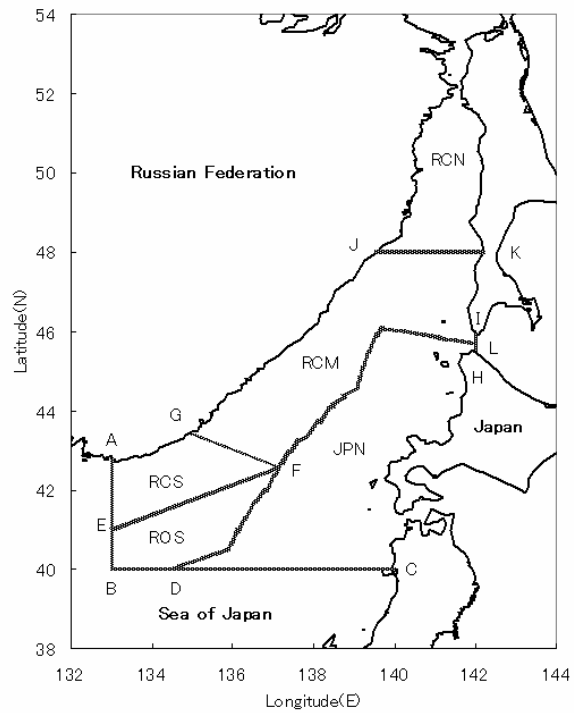 54
52
50
48
46
44
42
40
38
Latitude(N)
RCN
Russian Federation
J
K
I
L
RCM
H
G
Japan
A
JPN
F
RCS
E
ROS
C
B
D
Sea of Japan
132
134
136
138
140
142
144
Longitude(E)